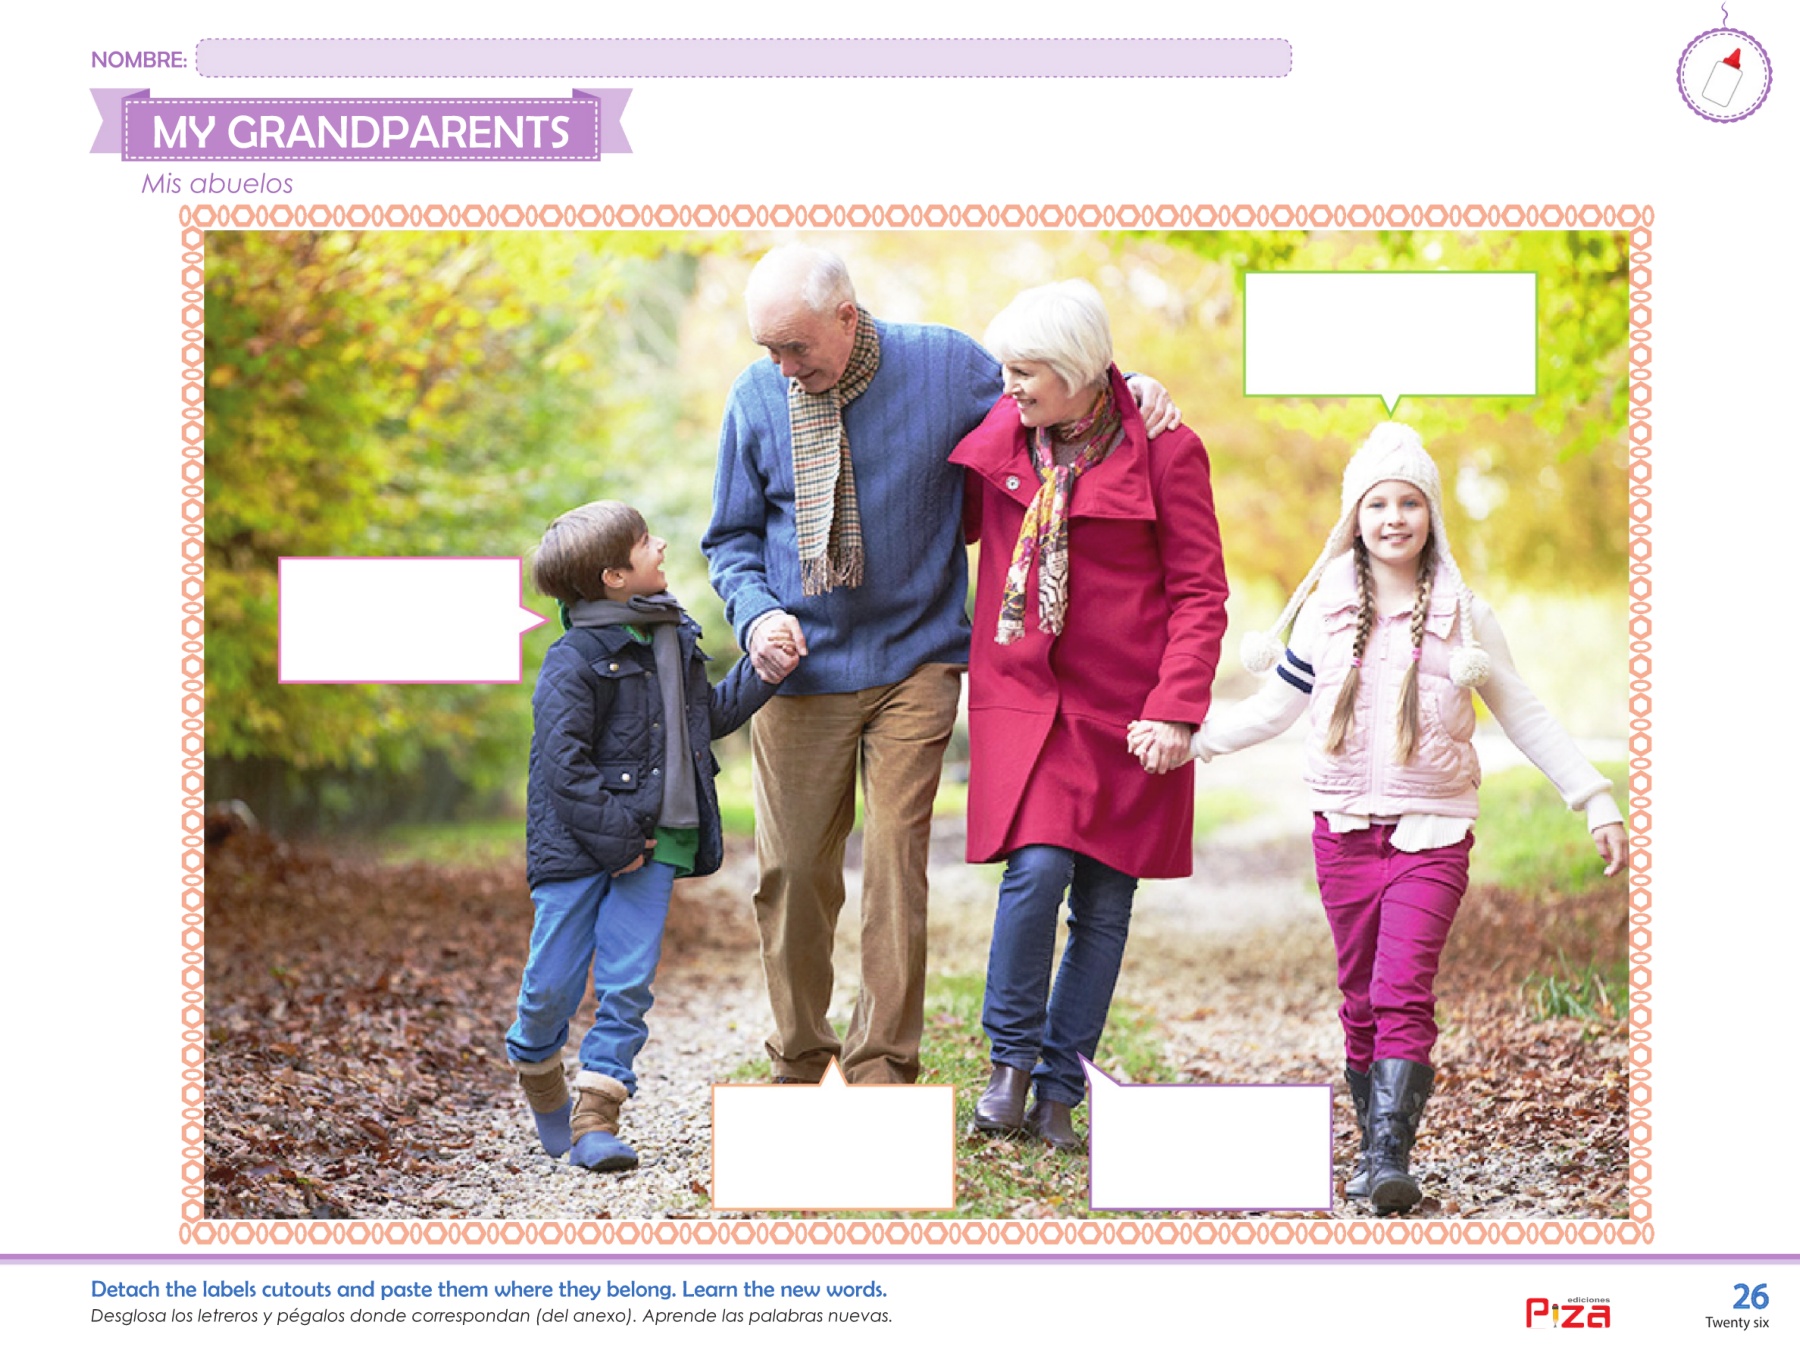 NOMBRE:
MY GRANDPARENTS
Mis abuelos
Detach the labels cutouts and paste them where they belong. Learn the new words.
Desglosa los letreros y pégalos donde correspondan (del anexo). Aprende las palabras nuevas.
ediciones
Piza
26
Twenty six